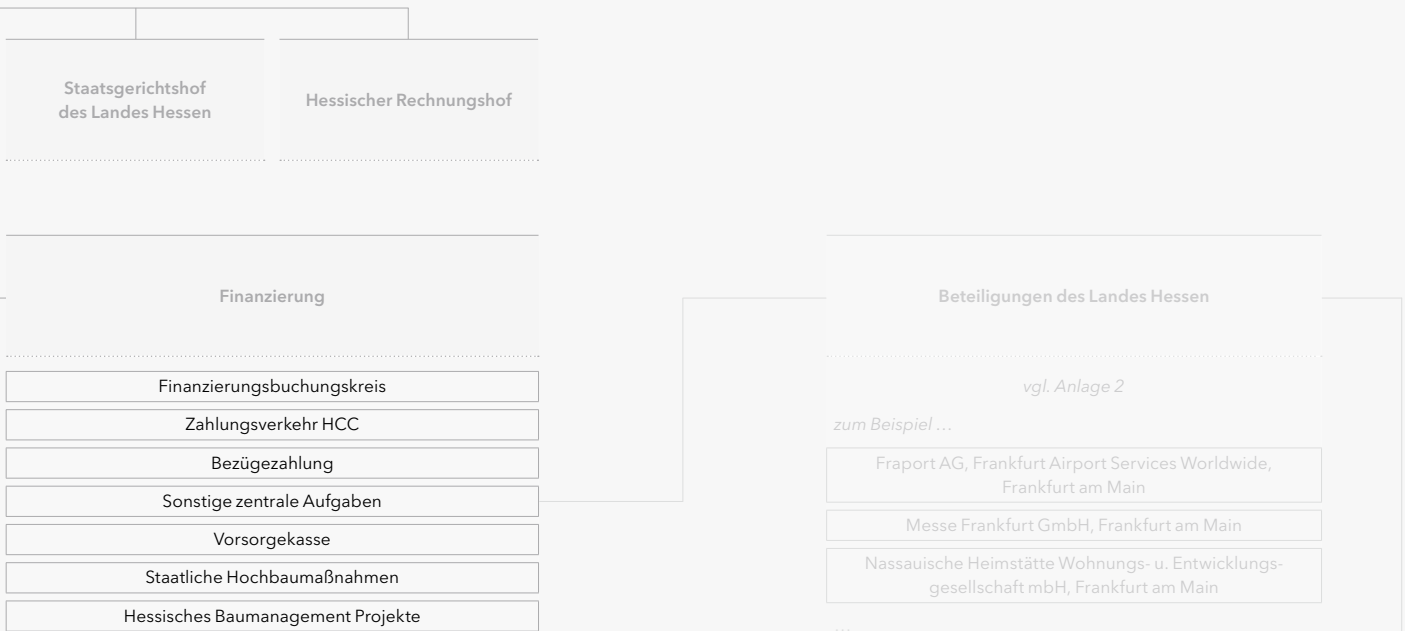 Staatsgerichtshof
des Landes Hessen
Hessischer Rechnungshof
Finanzierung
Finanzierungsbuchungskreis
Zahlungsverkehr HCC
Bezügezahlung
Sonstige zentrale Aufgaben
Vorsorgekasse
Staatliche Hochbaumaßnahmen
Hessisches Baumanagement Projekte
Beteiligungen des Landes Hessen
vgl. Anlage 2
zum Beispiel …
Fraport AG, Frankfurt Airport Services Worldwide,
Frankfurt am Main
Messe Frankfurt GmbH, Frankfurt am Main
Nassauische Heimstätte Wohnungs- u. Entwicklungs-
gesellschaft mbH, Frankfurt am Main
…